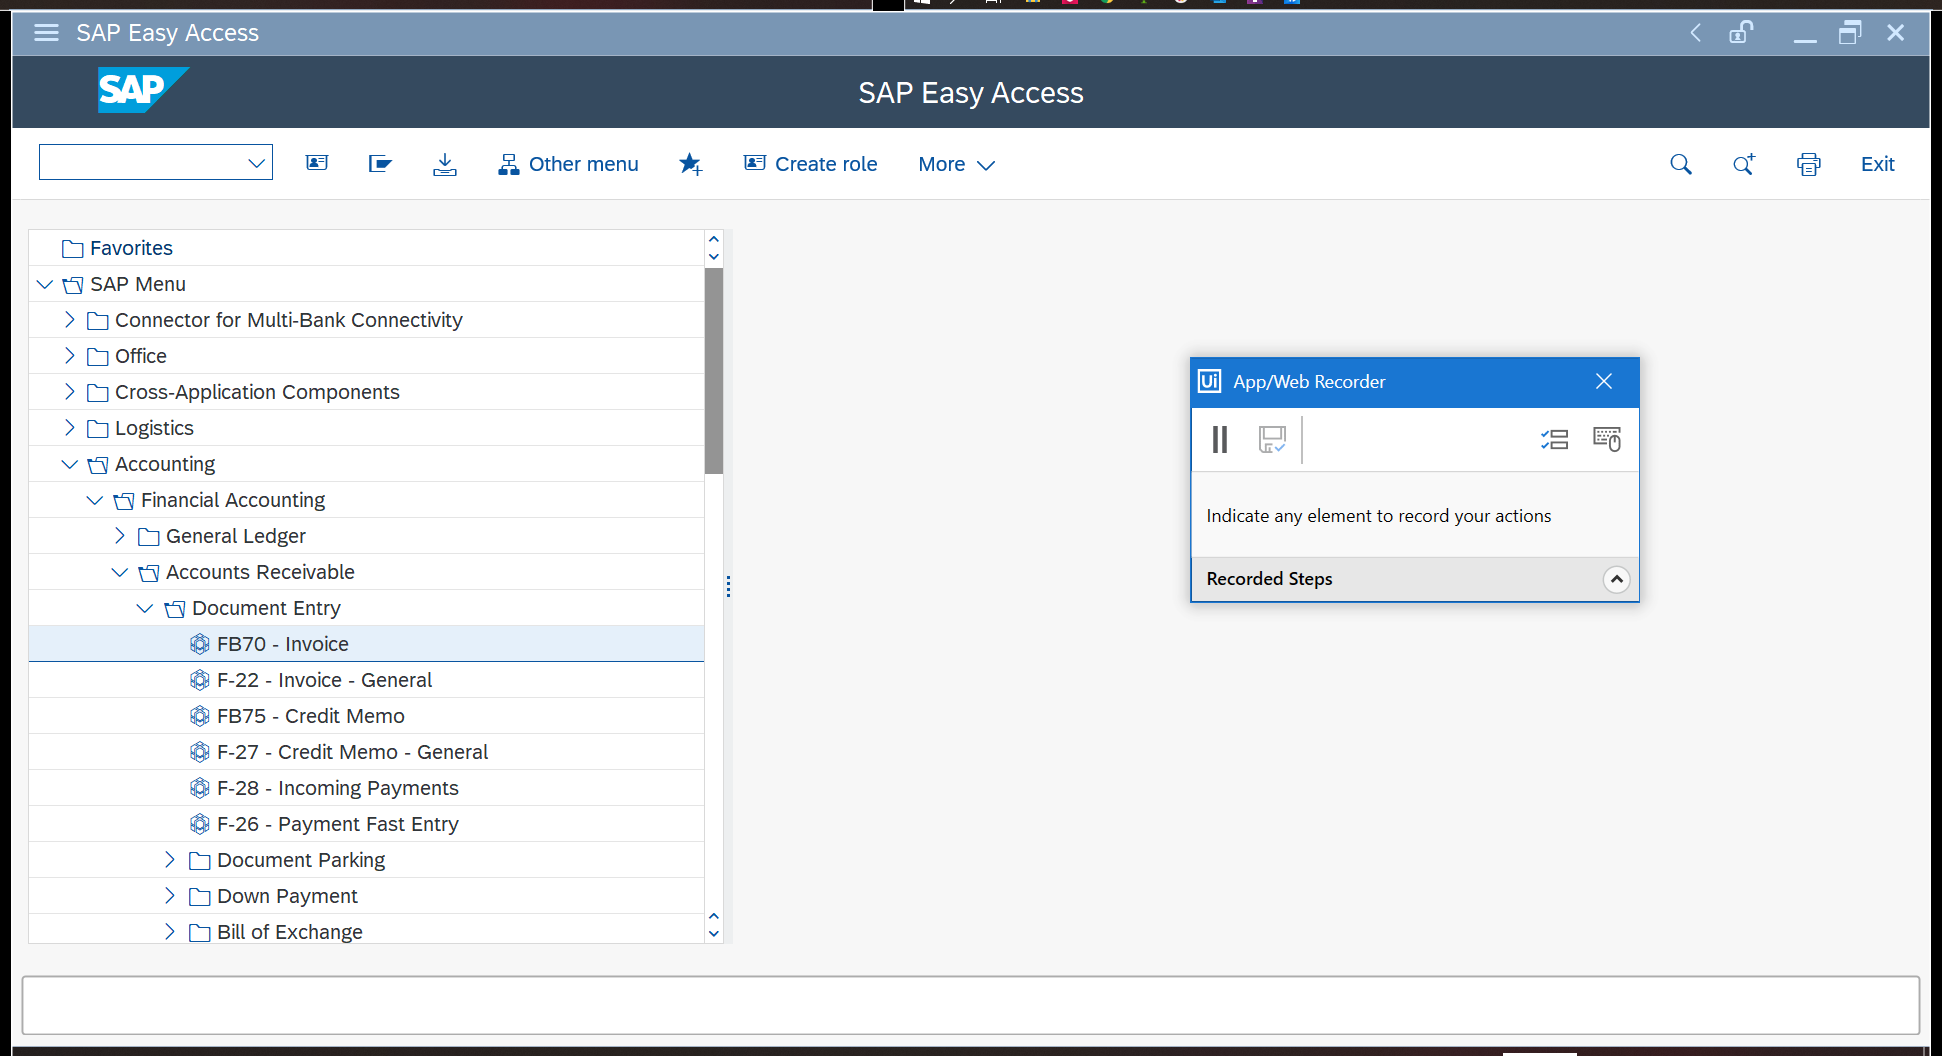 SAP Easy Access
SAP
SAP Easy Access
Other menu
Create role
More
Exit
Favorites
SAP Menu
Connector for Multi-Bank Connectivity
Office
Cross-Application Components
Logistics
Accounting
Financial Accounting
General Ledger
Accounts Receivable
Document Entry
FB70 - Invoice
F-22 - Invoice - General
FB75 - Credit Memo
F-27 - Credit Memo - General
F-28 - Incoming Payments
F-26 - Payment Fast Entry
Document Parking
Down Payment
Bill of Exchange
Ui App/Web Recorder
Indicate any element to record your actions
Recorded Steps